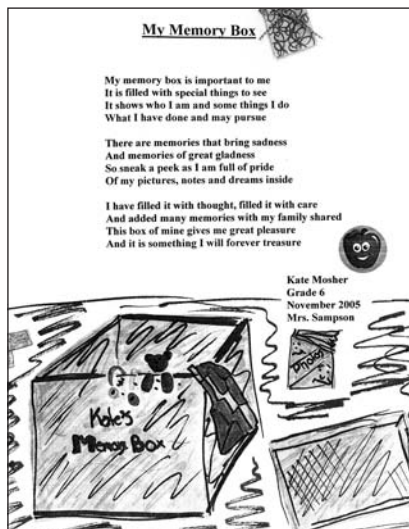 My Memory Box
My memory box is important to me
It is filled with special things to see
It shows who I am and some things I do
What I have done and may pursue
There are memories that bring sadness
And memories of great gladness
So sneak a peek as I am full of pride
Of my pictures, notes and dreams inside
I have filled it with thought, filled it with care
And added many memories with my family shared
This box of mine gives me great pleasure
And it is something I will forever treasure
Kate Mosher
Grade 6
November 2005
Mrs. Sampson
Photos
Kate's
Memory Box